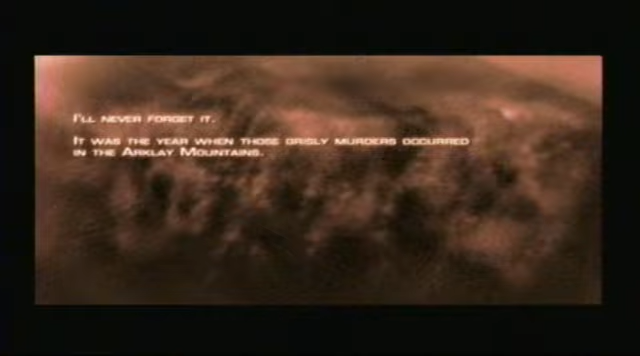 I'll never forget it.
It was the year when those grisly murders occurred
in the Arklay Mountains.